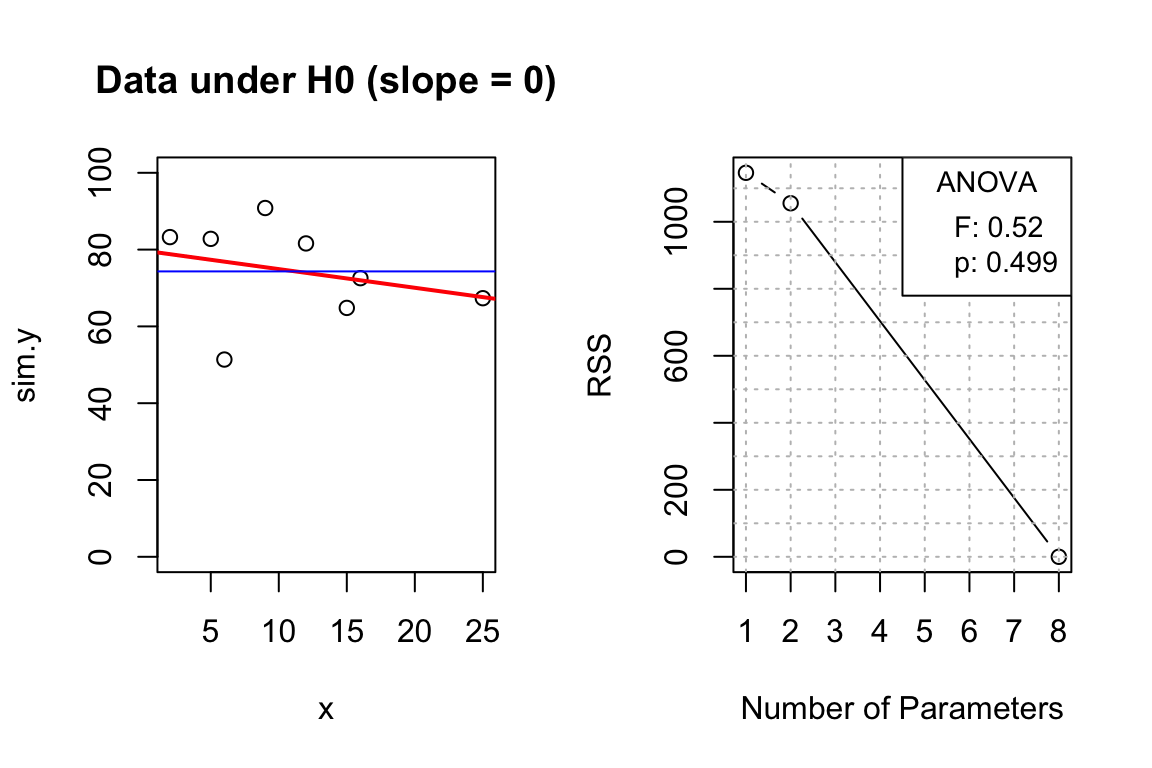 Data under H0 (slope = 0)
sim.y
100
80
60
40
20
0
5 10 15 20 25
x
RSS
1000
600
200
0
ANOVA
F: 0.52
p: 0.499
1 2 3 4 5 6 7 8
Number of Parameters